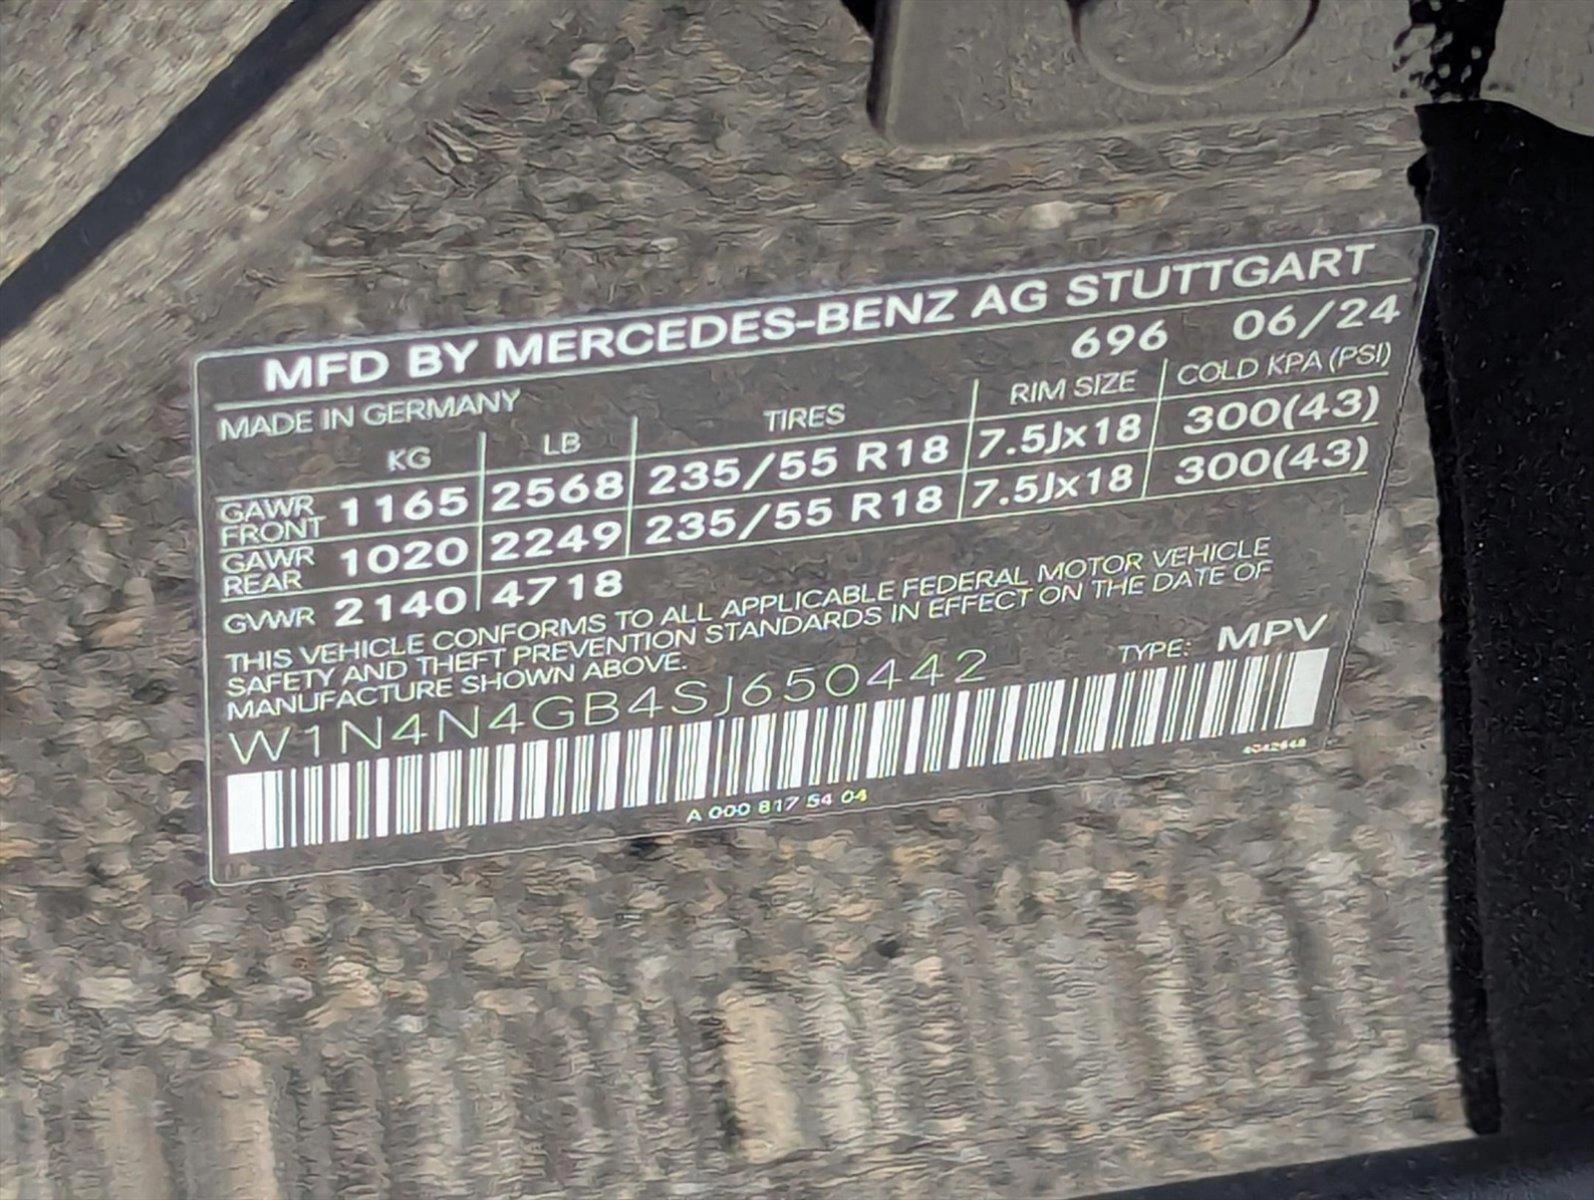 MFD BY MERCEDES-BENZ AG STUTTGART
696 06/24
MADE IN GERMANY
KG LB TIRES RIM SIZE COLD KPA (PSI)
GAWR FRONT 1165 2568 235/55 R18 7.5Jx18 300(43)
GAWR REAR 1020 2249 235/55 R18 7.5Jx18 300(43)
GVWR 2140 4718
THIS VEHICLE CONFORMS TO ALL APPLICABLE FEDERAL MOTOR VEHICLE
SAFETY AND THEFT PREVENTION STANDARDS IN EFFECT ON THE DATE OF
MANUFACTURE SHOWN ABOVE.
W1N4N4GB4SJ650442 TYPE: MPV
A 000 817 54 04